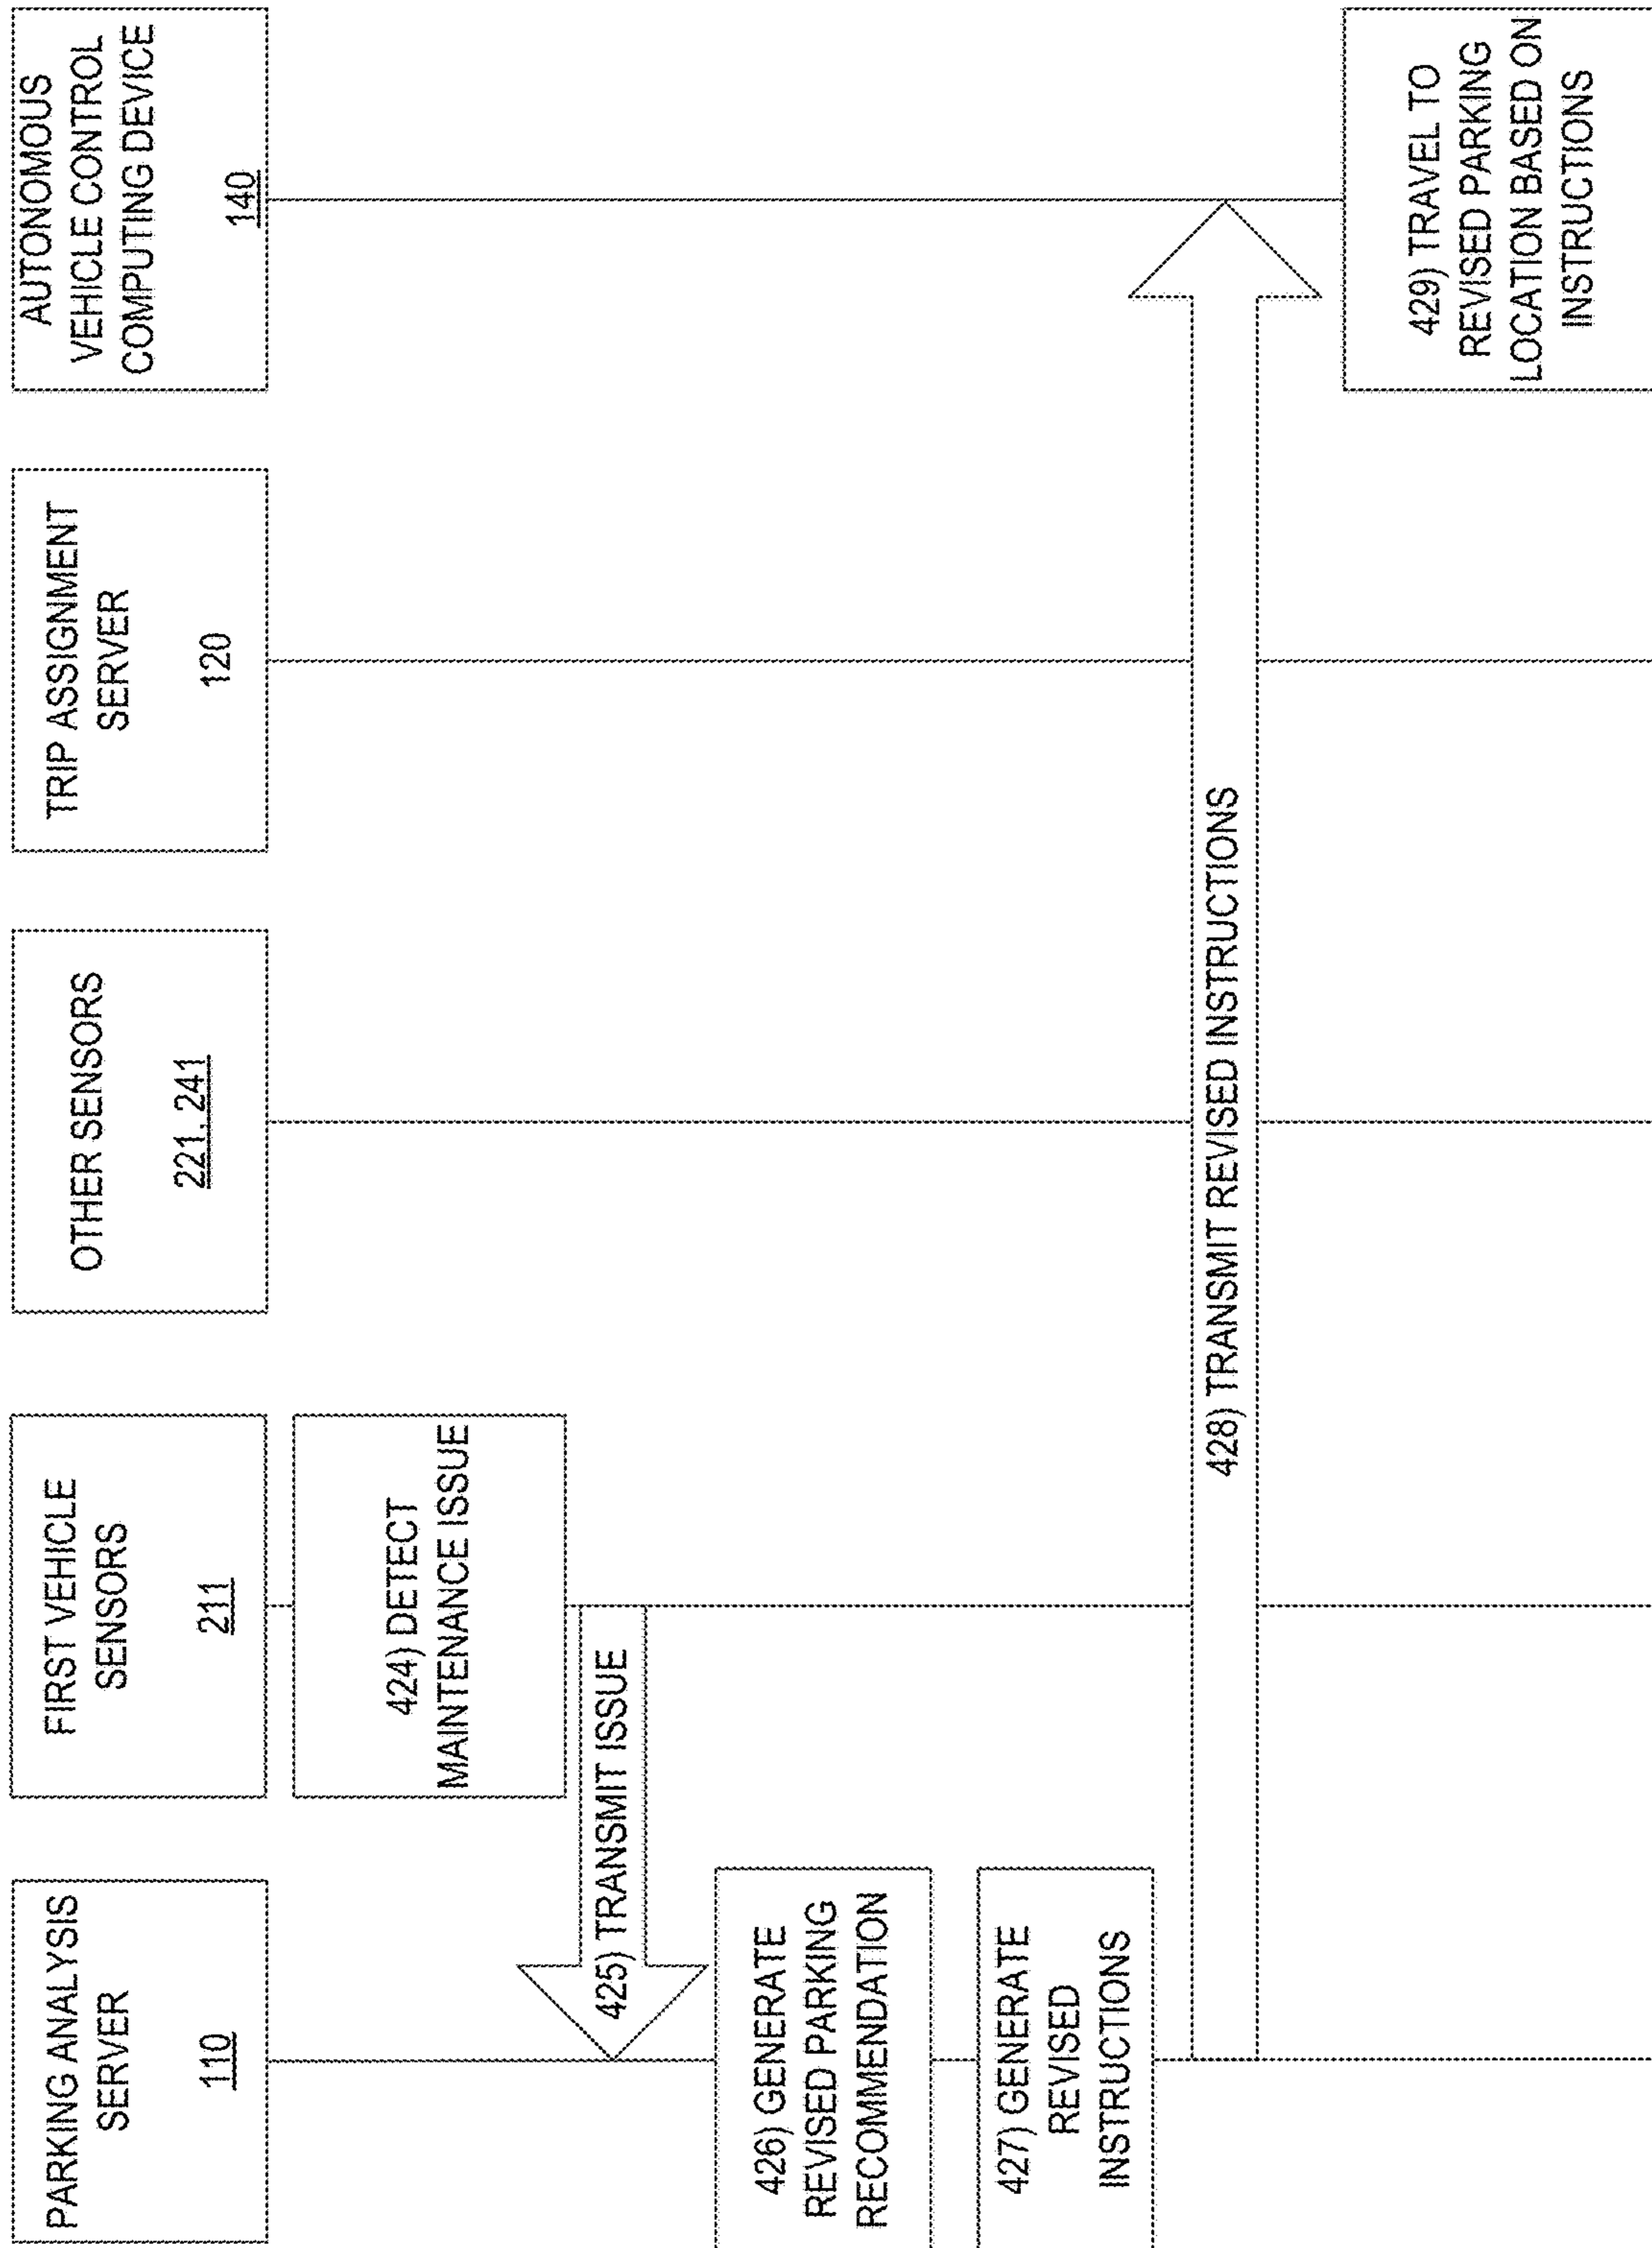 PARKING ANALYSIS
SERVER
110
FIRST VEHICLE
SENSORS
211
OTHER SENSORS
221, 241
TRIP ASSIGNMENT
SERVER
120
AUTONOMOUS
VEHICLE CONTROL
COMPUTING DEVICE
140
424) DETECT
MAINTENANCE ISSUE
425) TRANSMIT ISSUE
426) GENERATE
REVISED PARKING
RECOMMENDATION
427) GENERATE
REVISED
INSTRUCTIONS
428) TRANSMIT REVISED INSTRUCTIONS
429) TRAVEL TO
REVISED PARKING
LOCATION BASED ON
INSTRUCTIONS